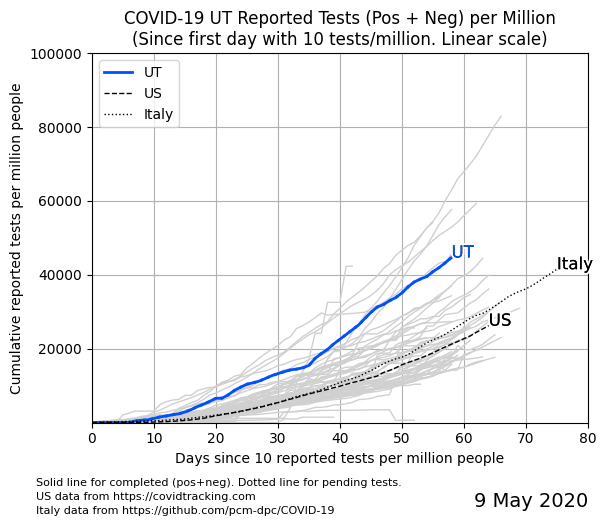 COVID-19 UT Reported Tests (Pos + Neg) per Million
(Since first day with 10 tests/million. Linear scale)
Cumulative reported tests per million people
100000
80000
60000
40000
20000
UT
US
Italy
UT
Italy
US
0 10 20 30 40 50 60 70 80
Days since 10 reported tests per million people
Solid line for completed (pos+neg). Dotted line for pending tests.
US data from https://covidtracking.com
Italy data from https://github.com/pcm-dpc/COVID-19
9 May 2020